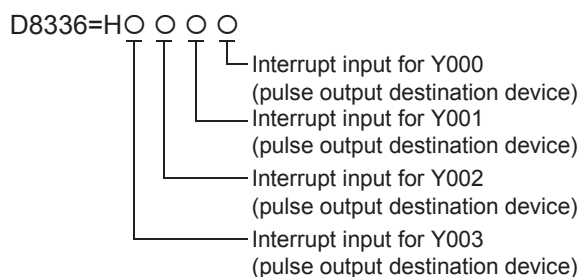 D8336=H○ ○ ○ ○
Interrupt input for Y000
(pulse output destination device)
Interrupt input for Y001
(pulse output destination device)
Interrupt input for Y002
(pulse output destination device)
Interrupt input for Y003
(pulse output destination device)